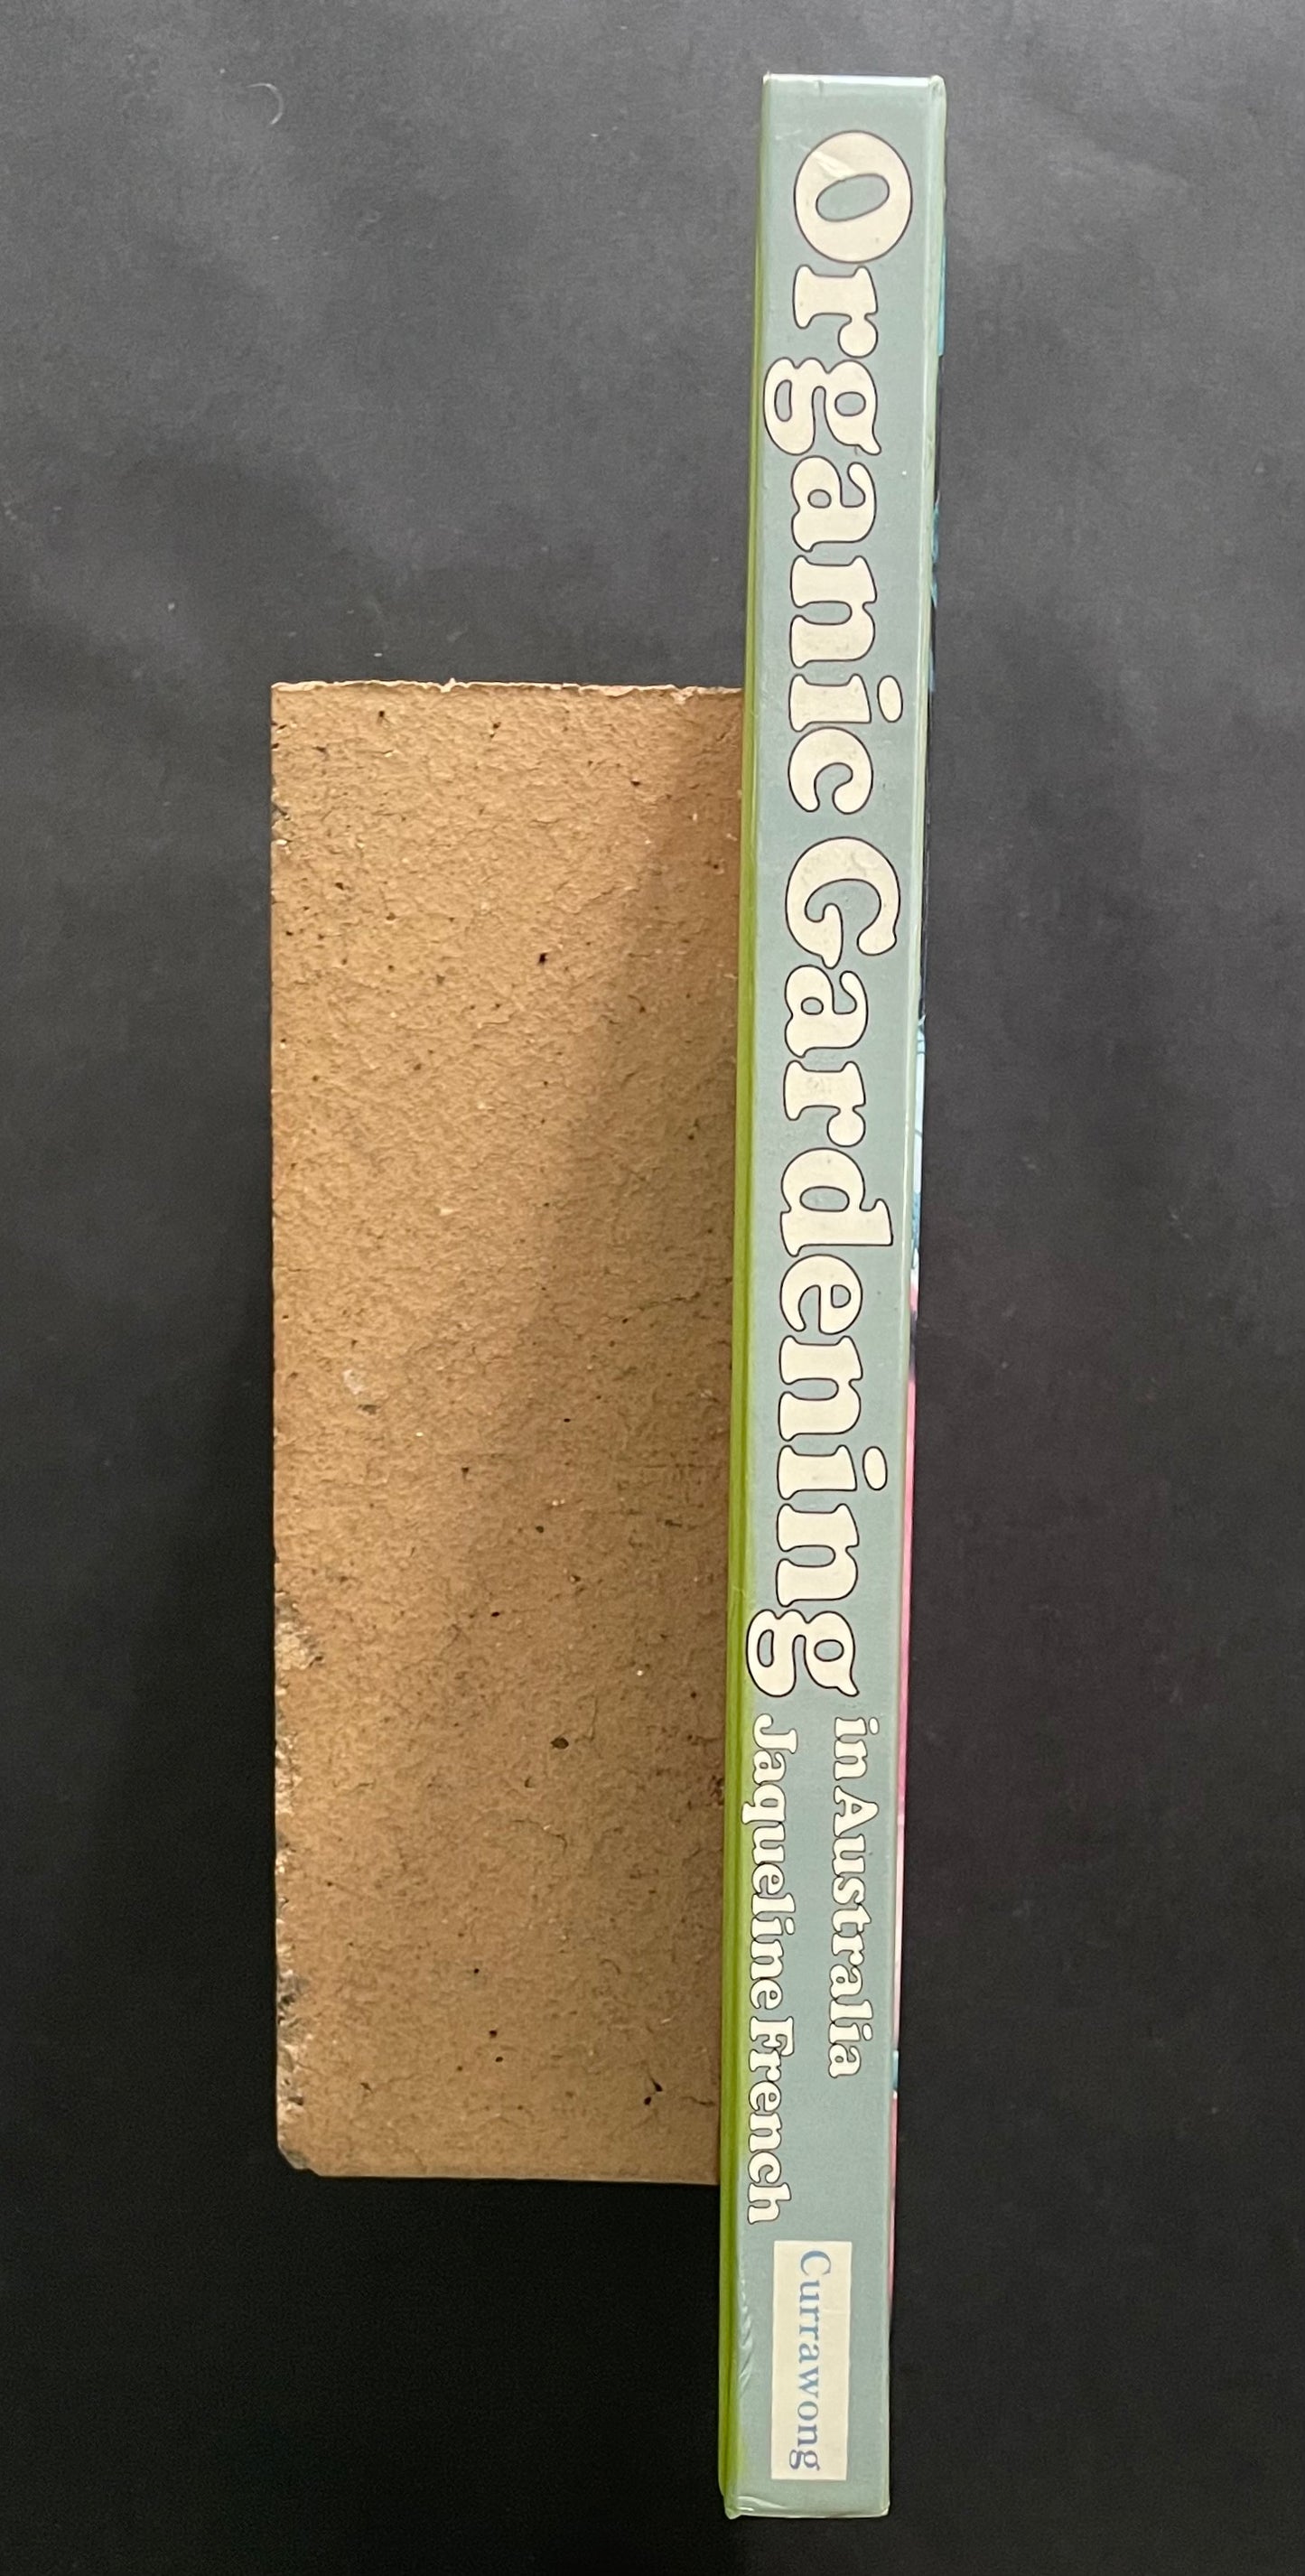 Organic Gardening
in Australia
Jaqueline French
Currawong